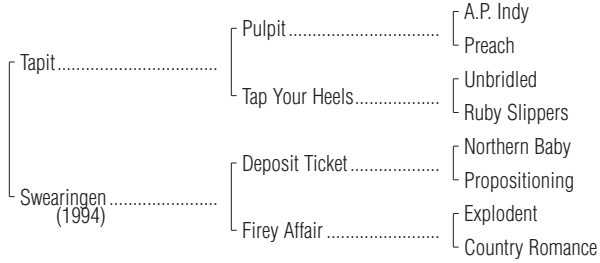 A.P. Indy
Pulpit
Preach
Tapit
Unbridled
Tap Your Heels
Ruby Slippers
Northern Baby
Deposit Ticket
Propositioning
Swearingen
(1994)
Explodent
Firey Affair
Country Romance